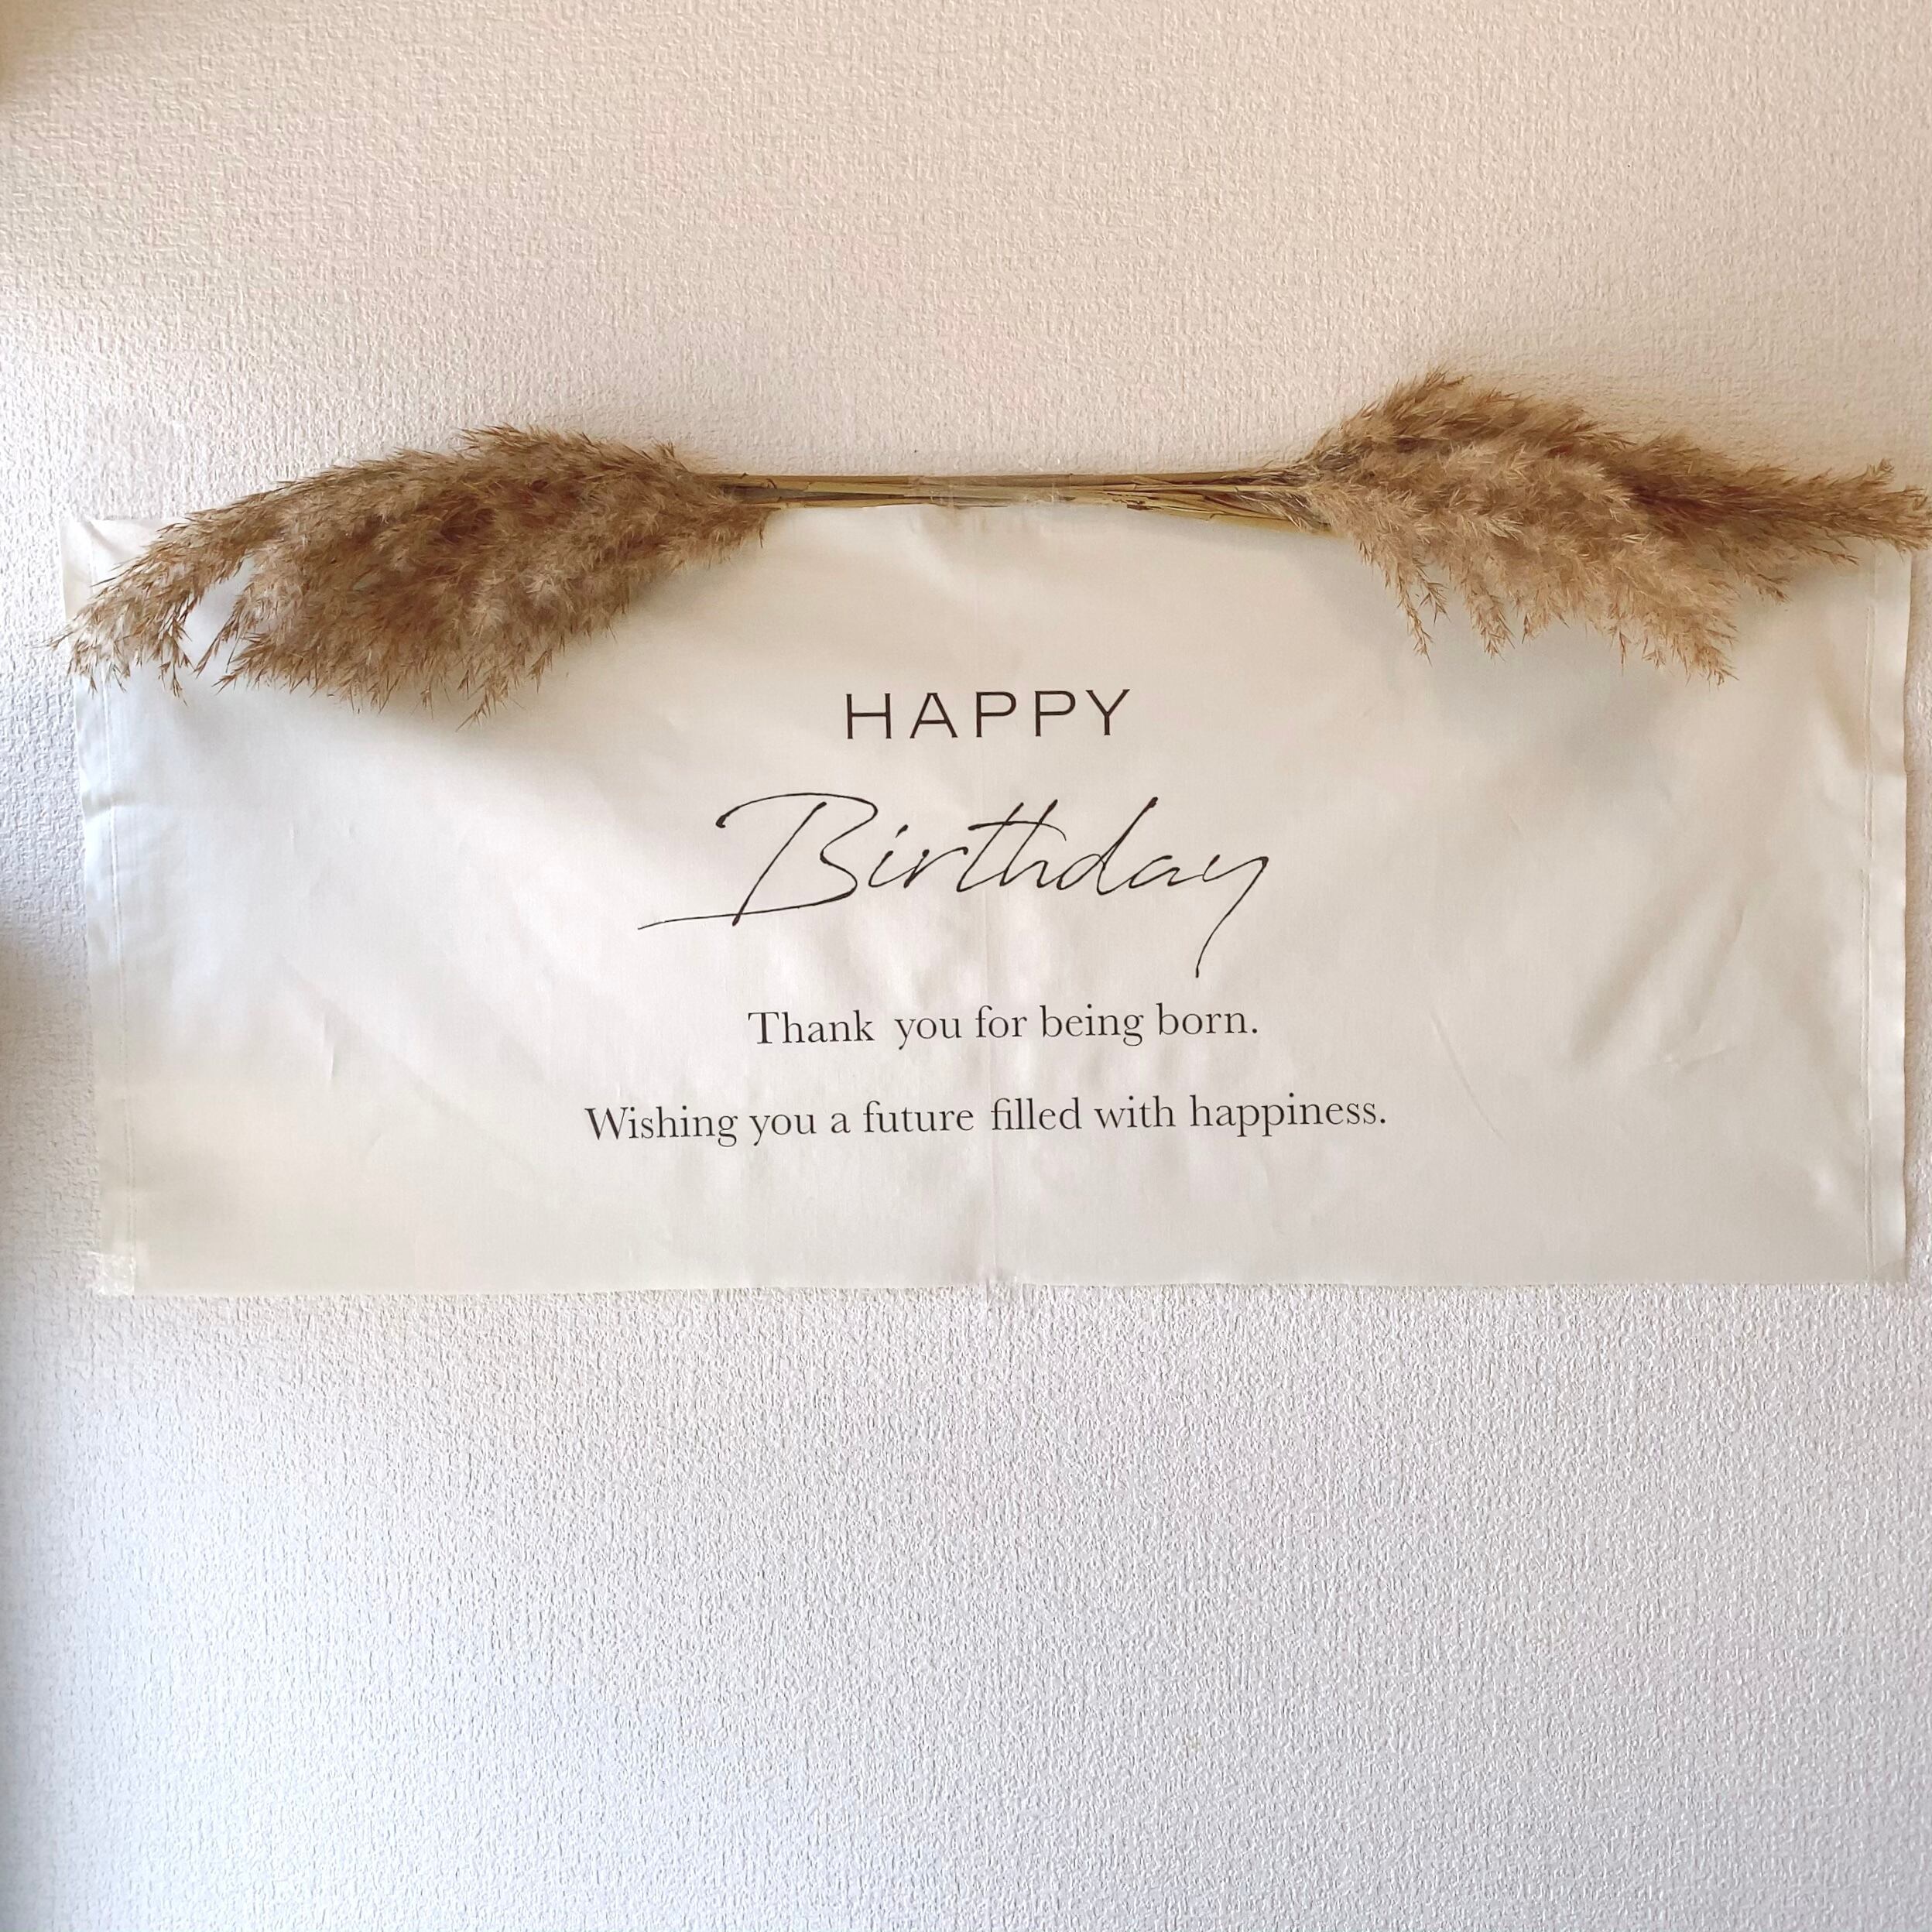 HAPPY
Birthday
Thank you for being born.
Wishing you a future filled with happiness.